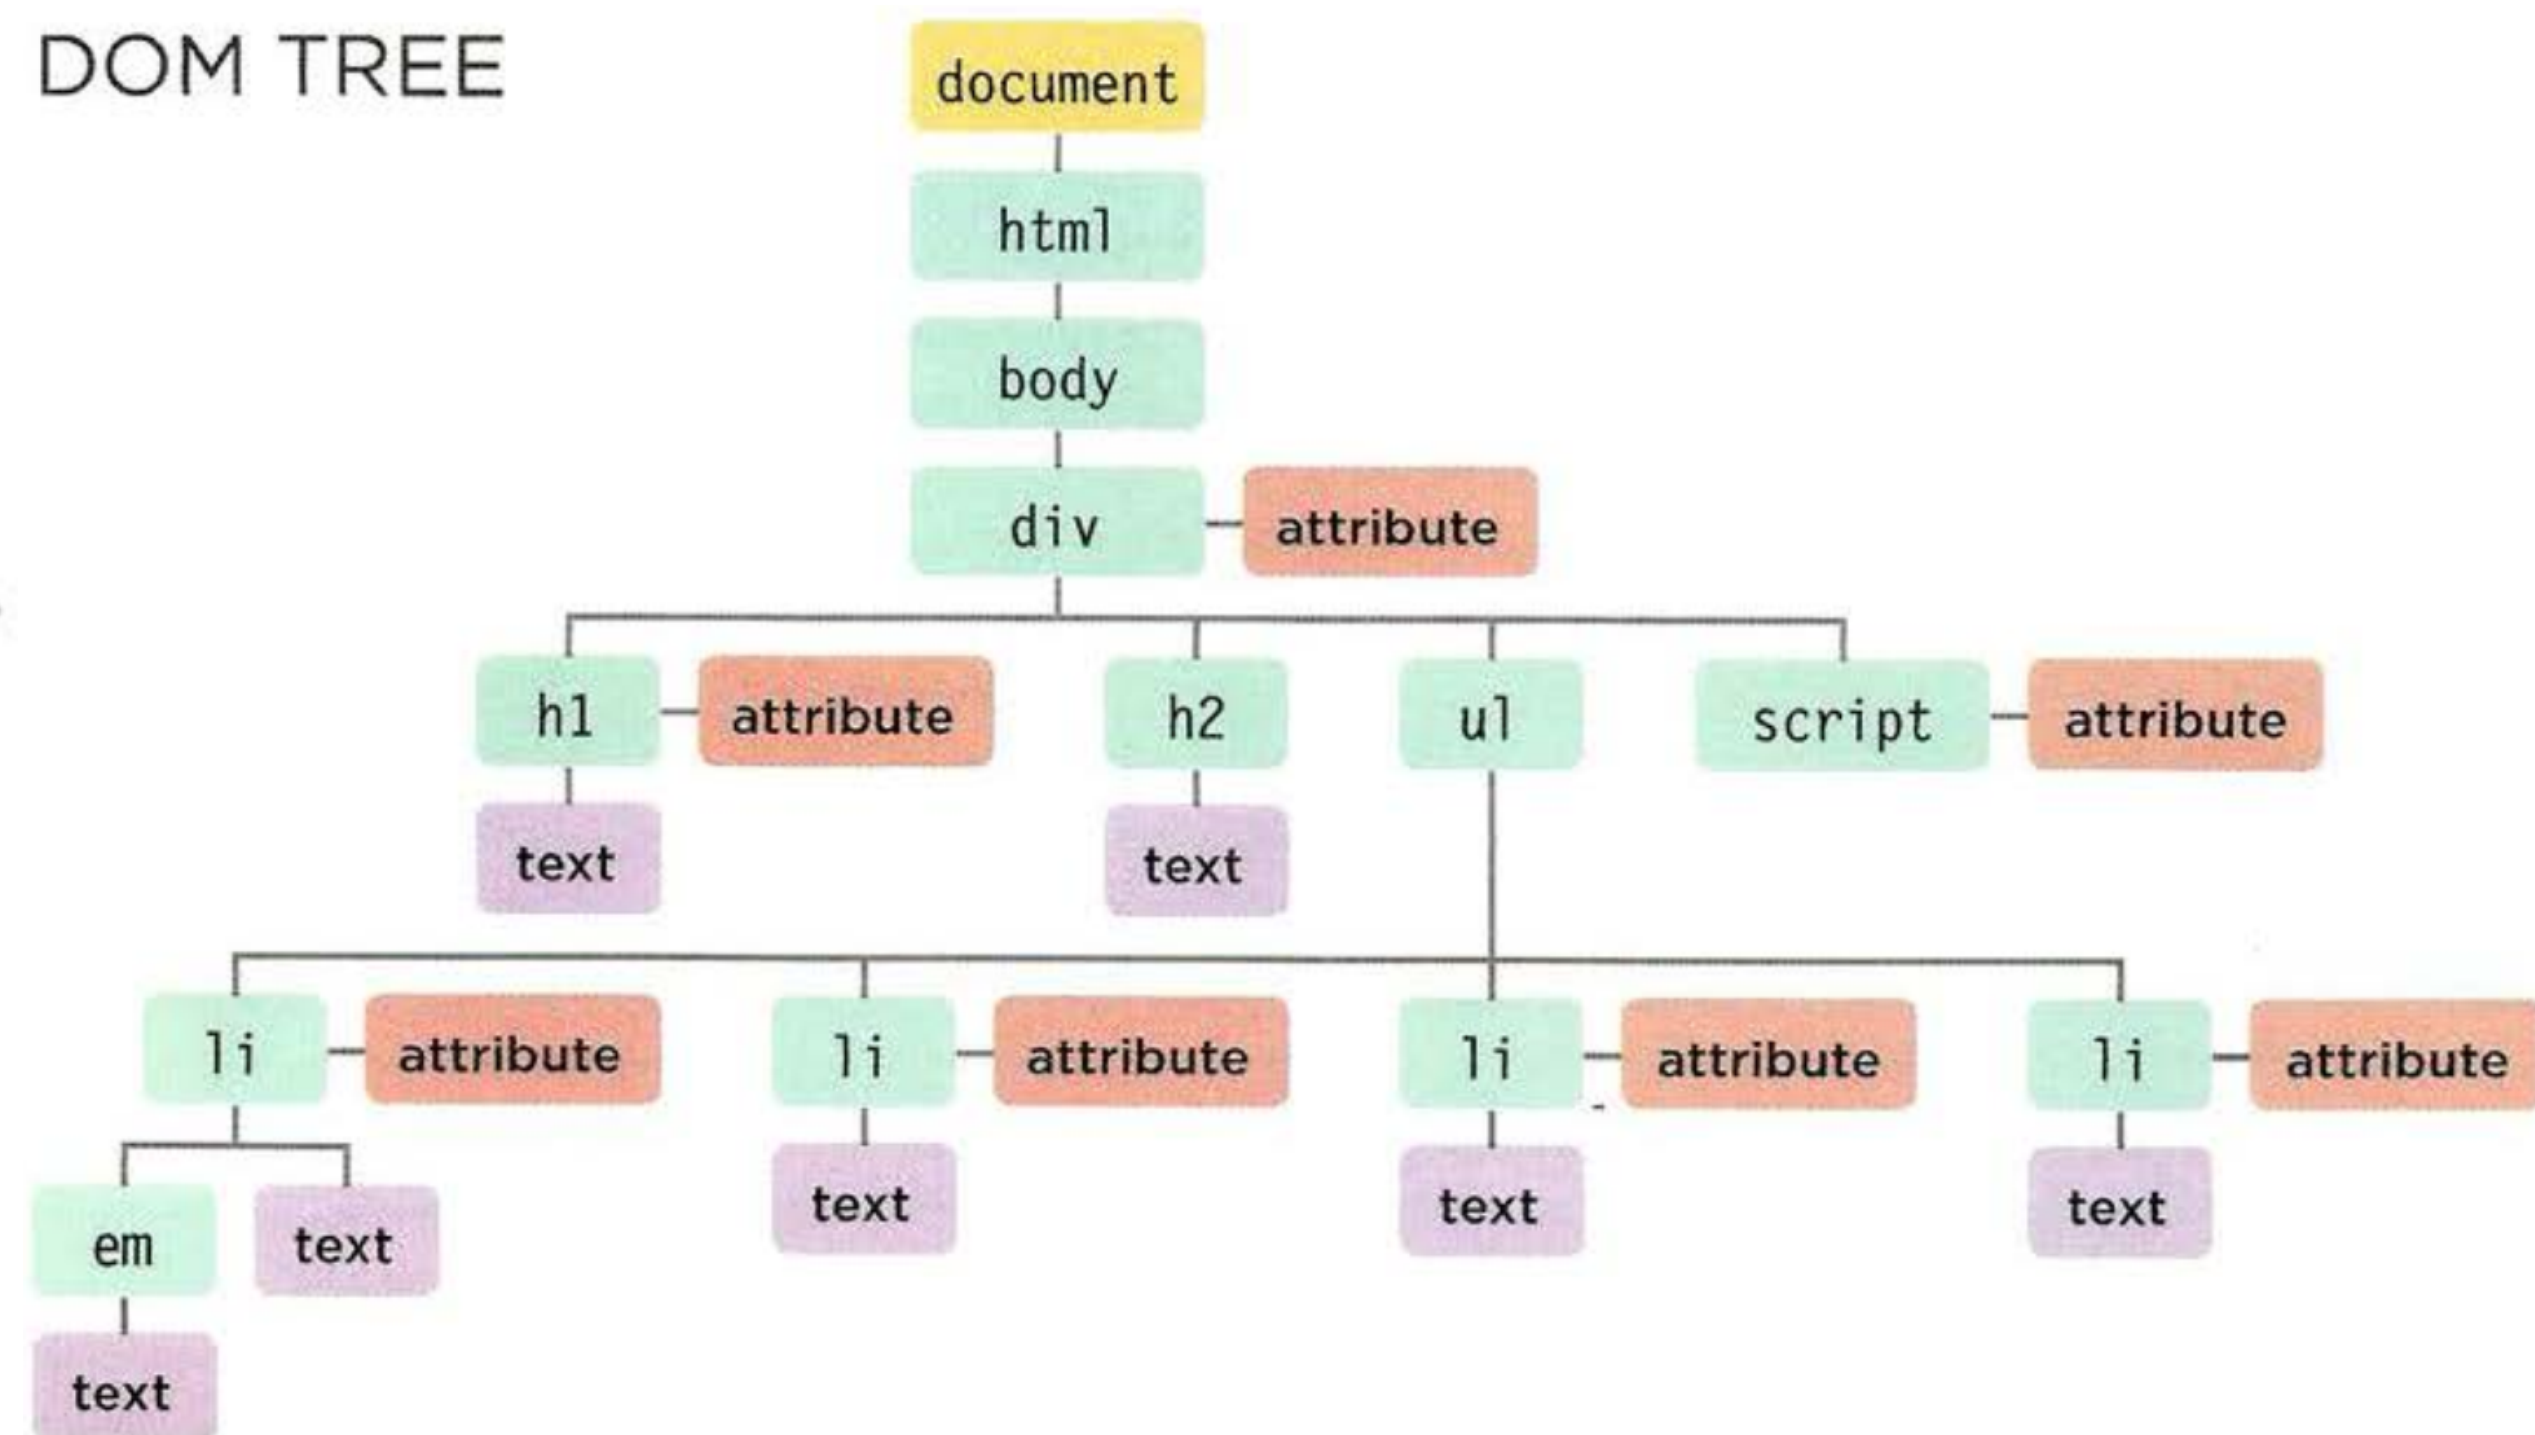 DOM TREE
document
html
body
div attribute
h1 attribute h2 ul script attribute
text text
li attribute li attribute li attribute li attribute
text text text
em text
text